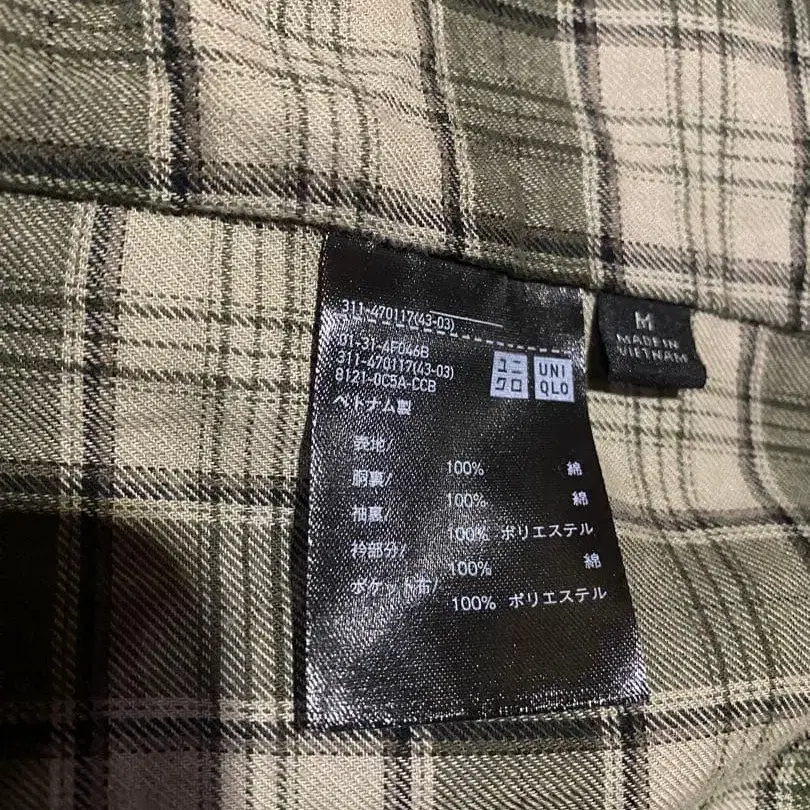 311-470117(43-03)
01-31-4F046B
311-470117(43-03)
8121-0C5A-CCB
ベトナム製
ユニ
クロ
UNI
QLO
M
MADE IN
VIETNAM
表地/
100% 綿
胴裏/
100% 綿
袖裏/
100% ポリエステル
衿部分/
100% 綿
ポケット布/
100% ポリエステル